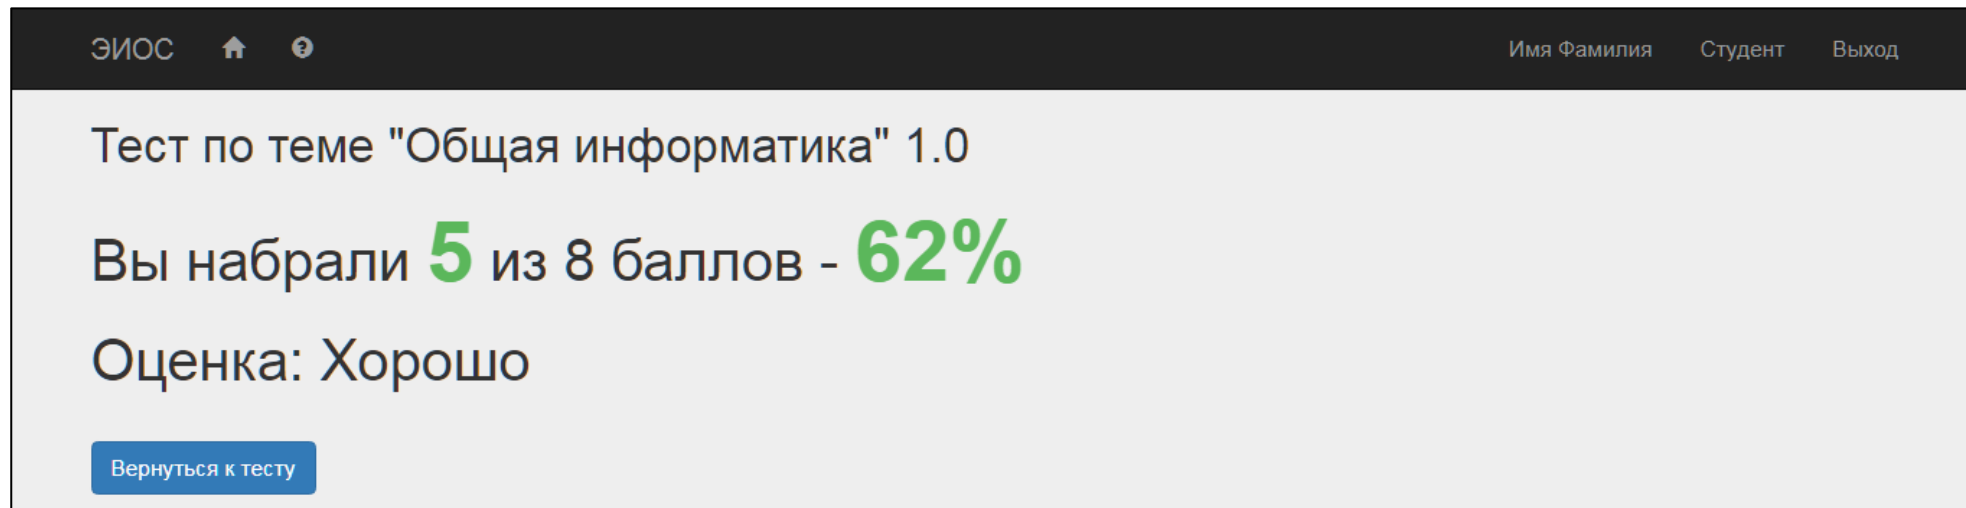 ЭИОС Имя Фамилия Студент Выход
Тест по теме "Общая информатика" 1.0
Вы набрали 5 из 8 баллов - 62%
Оценка: Хорошо
Вернуться к тесту